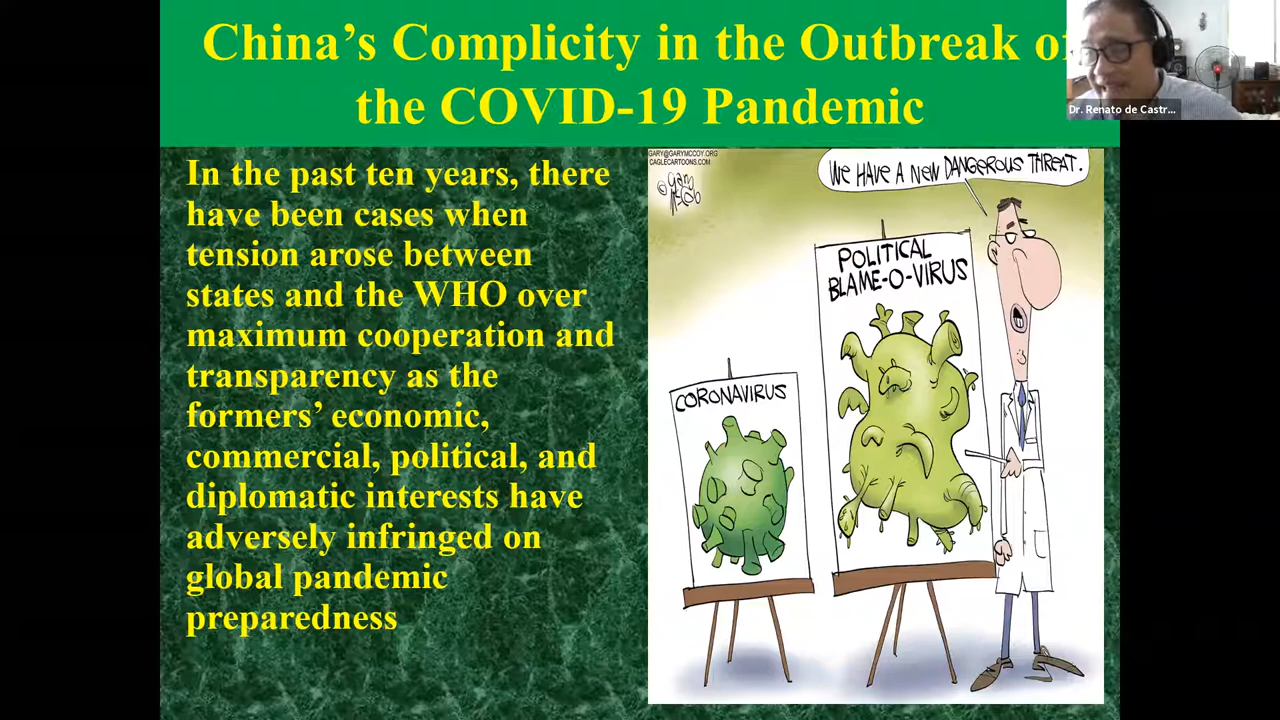 China’s Complicity in the Outbreak of
the COVID-19 Pandemic
Dr. Renato de Castr...
In the past ten years, there
have been cases when
tension arose between
states and the WHO over
maximum cooperation and
transparency as the
formers’ economic,
commercial, political, and
diplomatic interests have
adversely infringed on
global pandemic
preparedness
GARY@GARYMCCOY.ORG
CAGLECARTOONS.COM
WE HAVE A NEW DANGEROUS THREAT.
POLITICAL
BLAME-O-VIRUS
CORONAVIRUS